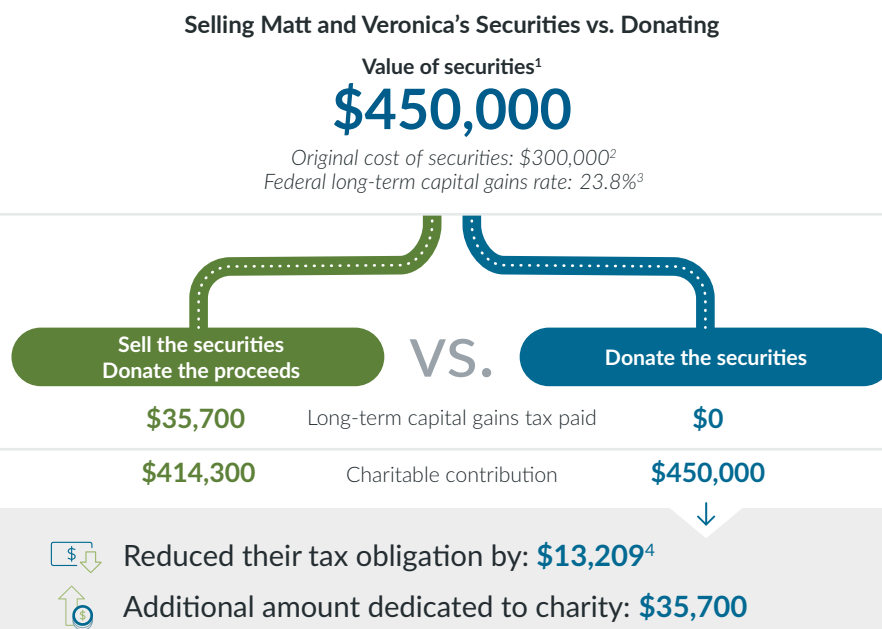 Selling Matt and Veronica's Securities vs. Donating
Value of securities¹
$450,000
Original cost of securities: $300,000²
Federal long-term capital gains rate: 23.8%³
Sell the securities
Donate the proceeds
VS.
Donate the securities
$35,700 Long-term capital gains tax paid $0
$414,300 Charitable contribution $450,000
$ Reduced their tax obligation by: $13,209⁴
$ Additional amount dedicated to charity: $35,700